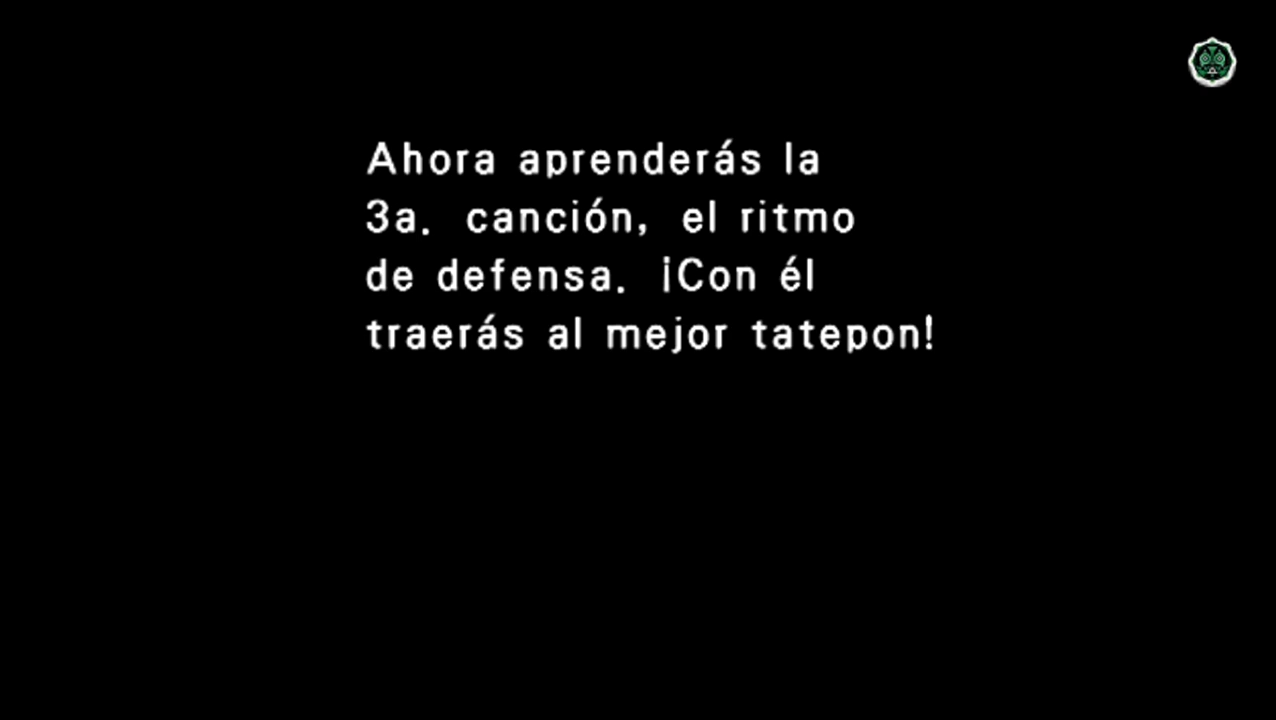 Ahora aprenderás la
3a. canción, el ritmo
de defensa. ¡Con él
traerás al mejor tatepon!